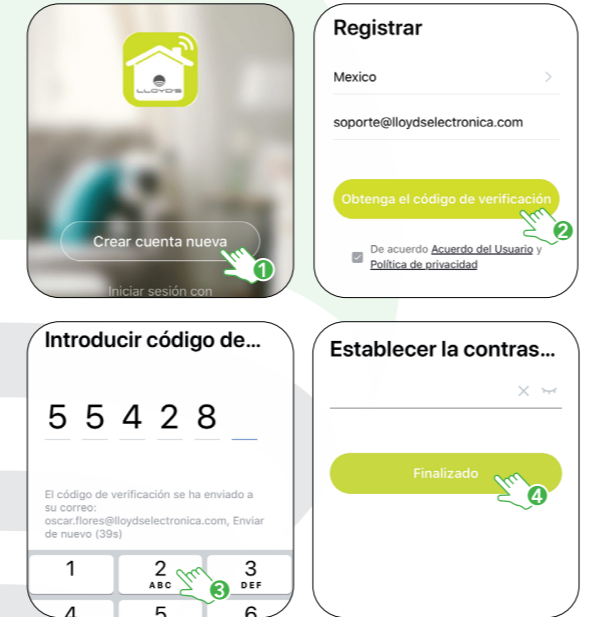 LLOYD'S
Crear cuenta nueva
1
Iniciar sesión con
Registrar
Mexico
soporte@lloydselectronica.com
Obtenga el código de verificación
2
De acuerdo Acuerdo del Usuario y
Política de privacidad
Introducir código de...
5 5 4 2 8
El código de verificación se ha enviado a
su correo:
oscar.flores@lloydselectronica.com, Enviar
de nuevo (39s)
1 2 3
ABC DEF
3
4 5 6
Establecer la contras...
Finalizado
4